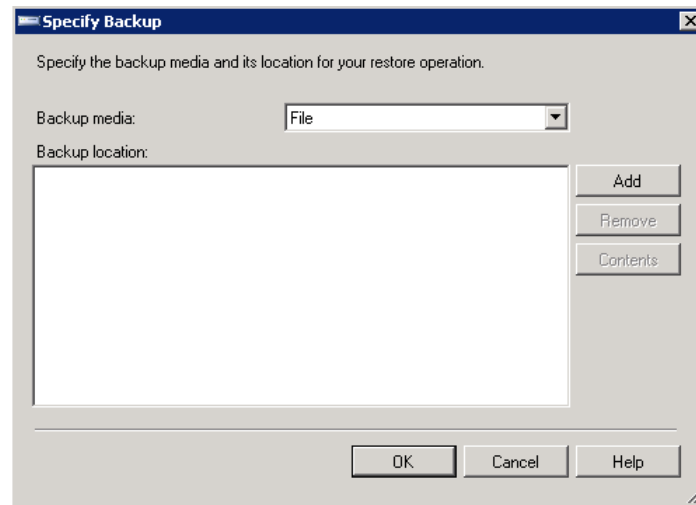 Specify Backup
Specify the backup media and its location for your restore operation.
Backup media: File
Backup location:
Add
Remove
Contents
OK Cancel Help